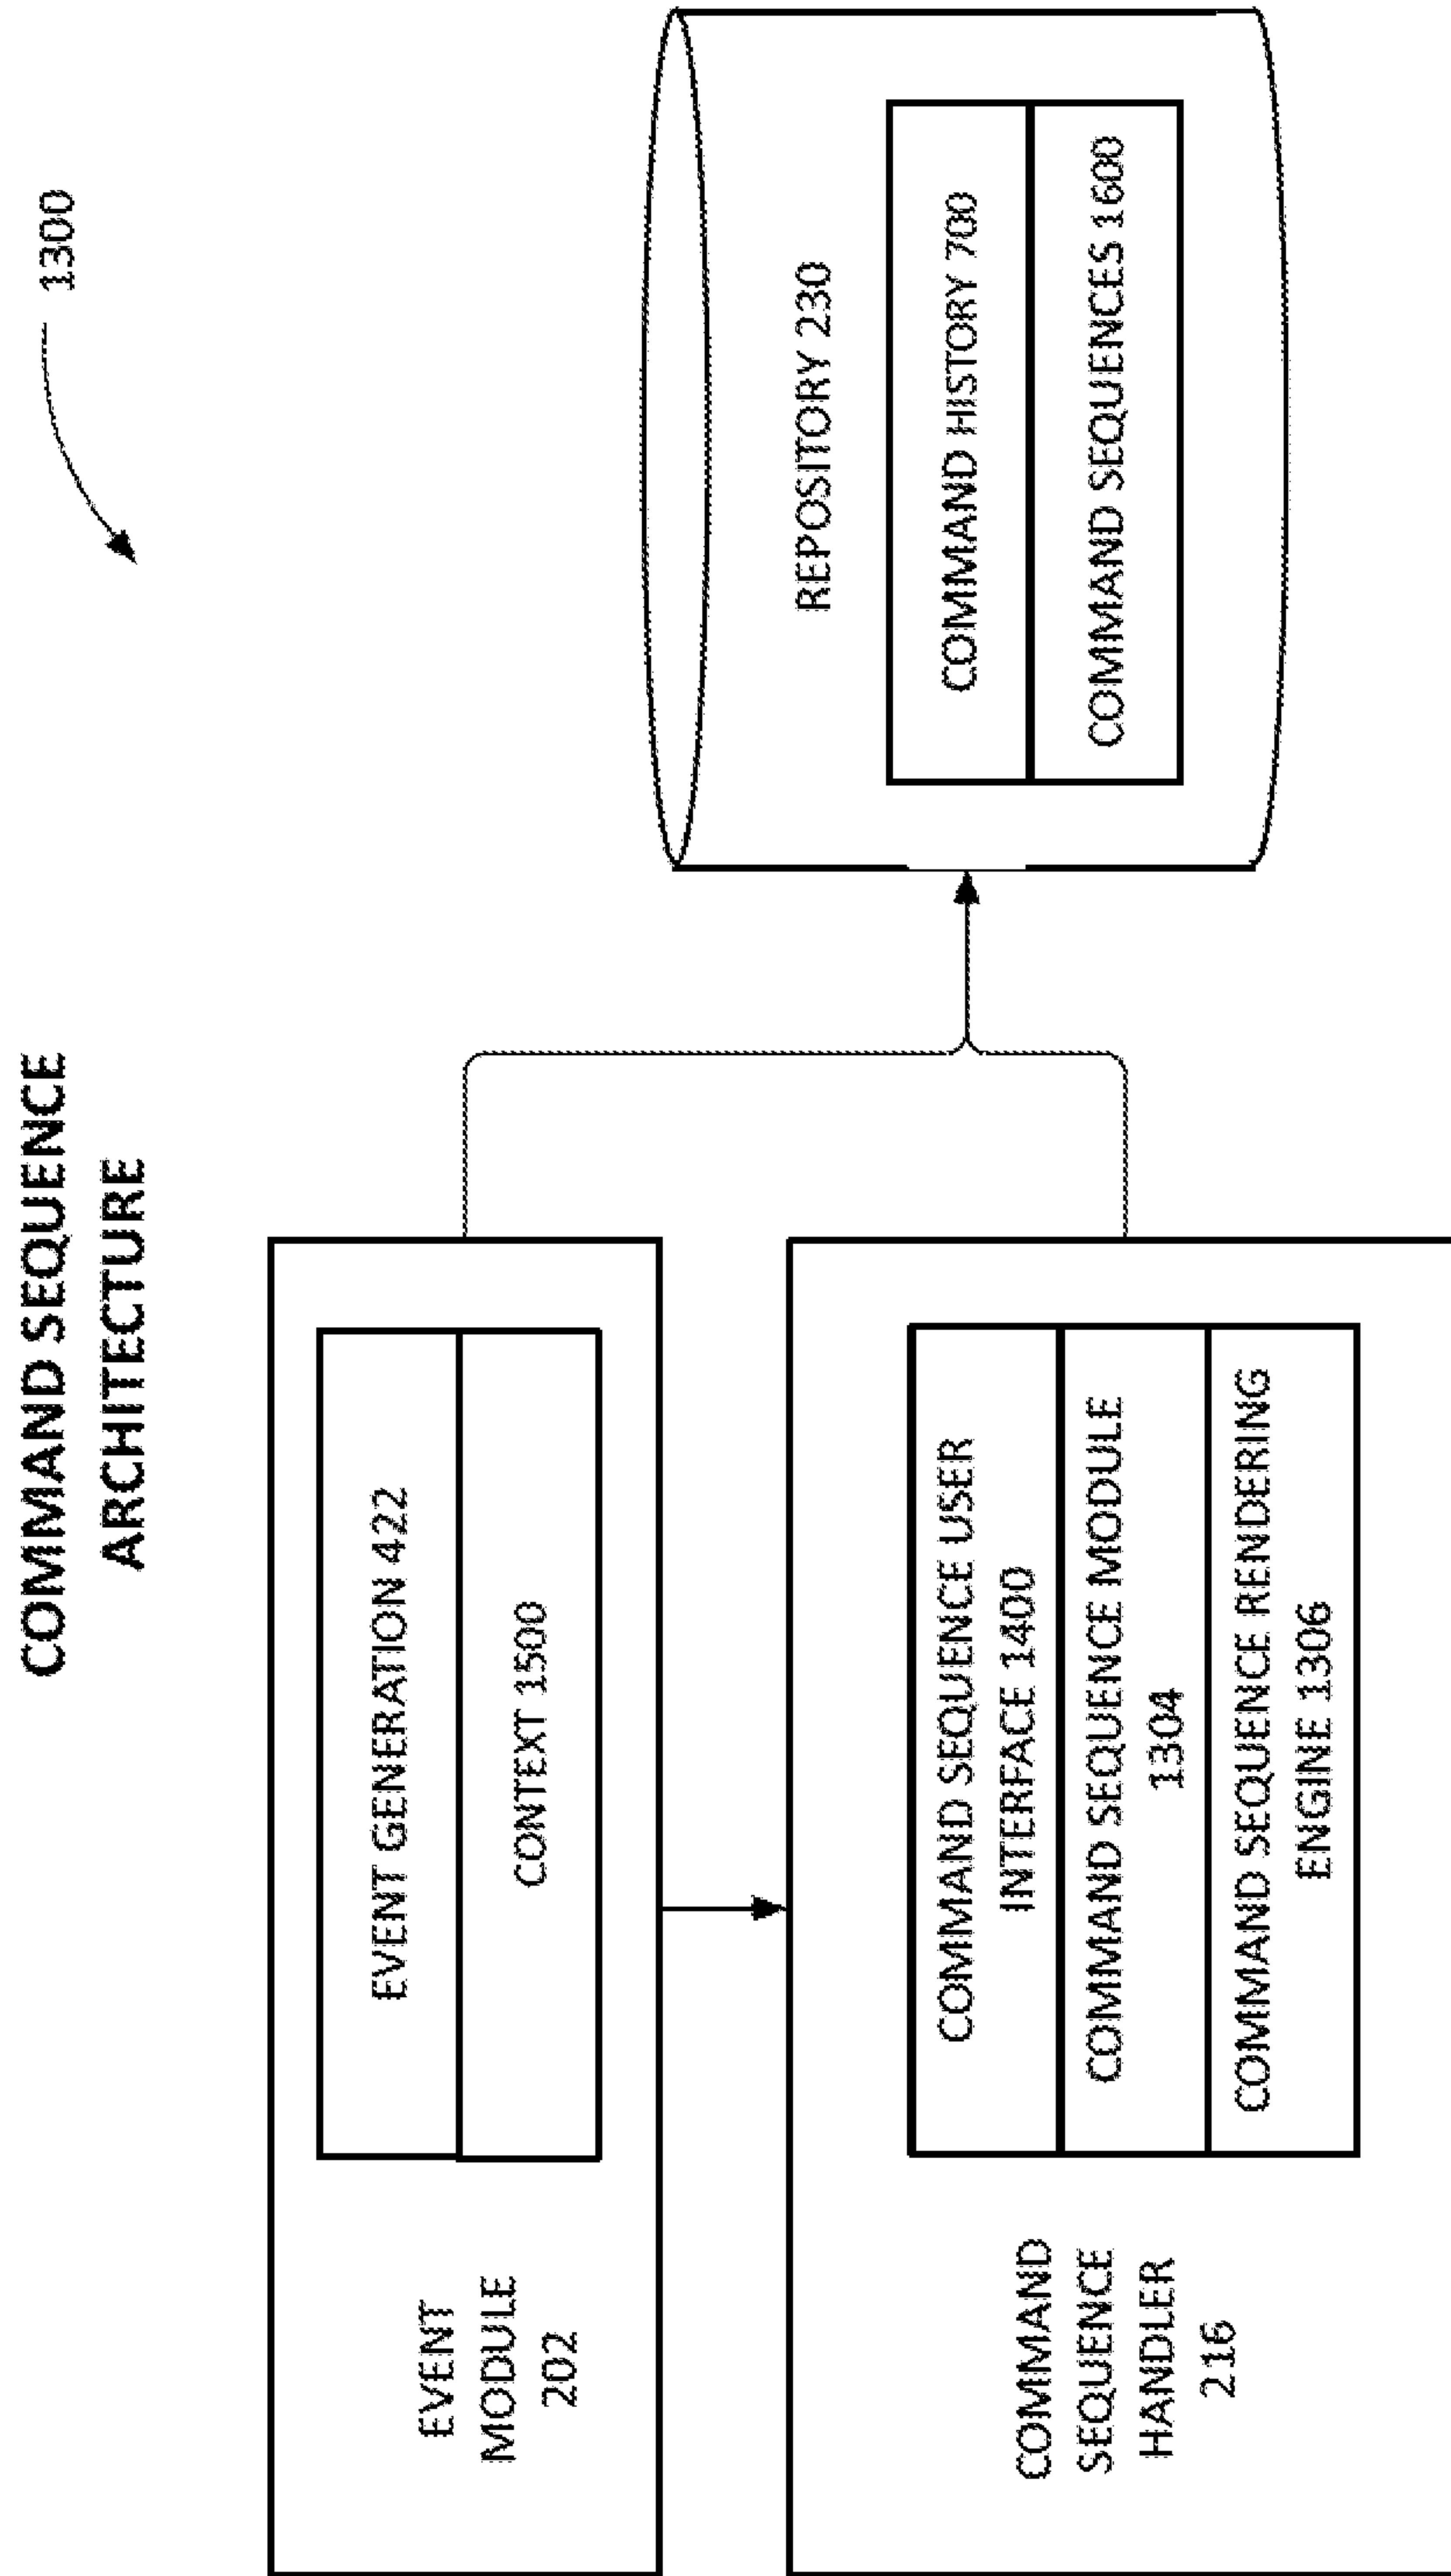 COMMAND SEQUENCE
ARCHITECTURE
1300
EVENT
MODULE
202
EVENT GENERATION 422
CONTEXT 1500
COMMAND
SEQUENCE
HANDLER
216
COMMAND SEQUENCE USER
INTERFACE 1400
COMMAND SEQUENCE MODULE
1304
COMMAND SEQUENCE RENDERING
ENGINE 1306
REPOSITORY 230
COMMAND HISTORY 700
COMMAND SEQUENCES 1600